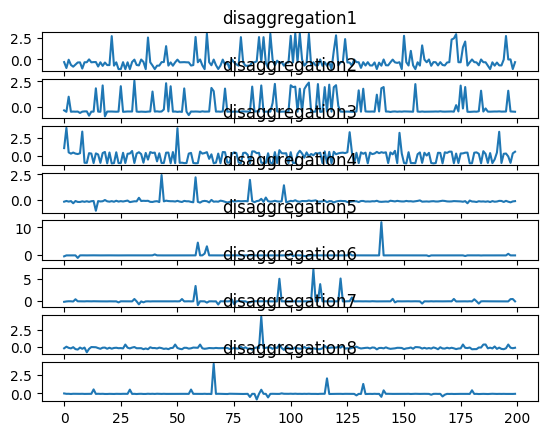 disaggregation1
2.5
0.0
disaggregation2
2.5
0.0
disaggregation3
2.5
0.0
disaggregation4
2.5
0.0
disaggregation5
10
0
disaggregation6
5
0
disaggregation7
2.5
0.0
disaggregation8
2.5
0.0
0 25 50 75 100 125 150 175 200